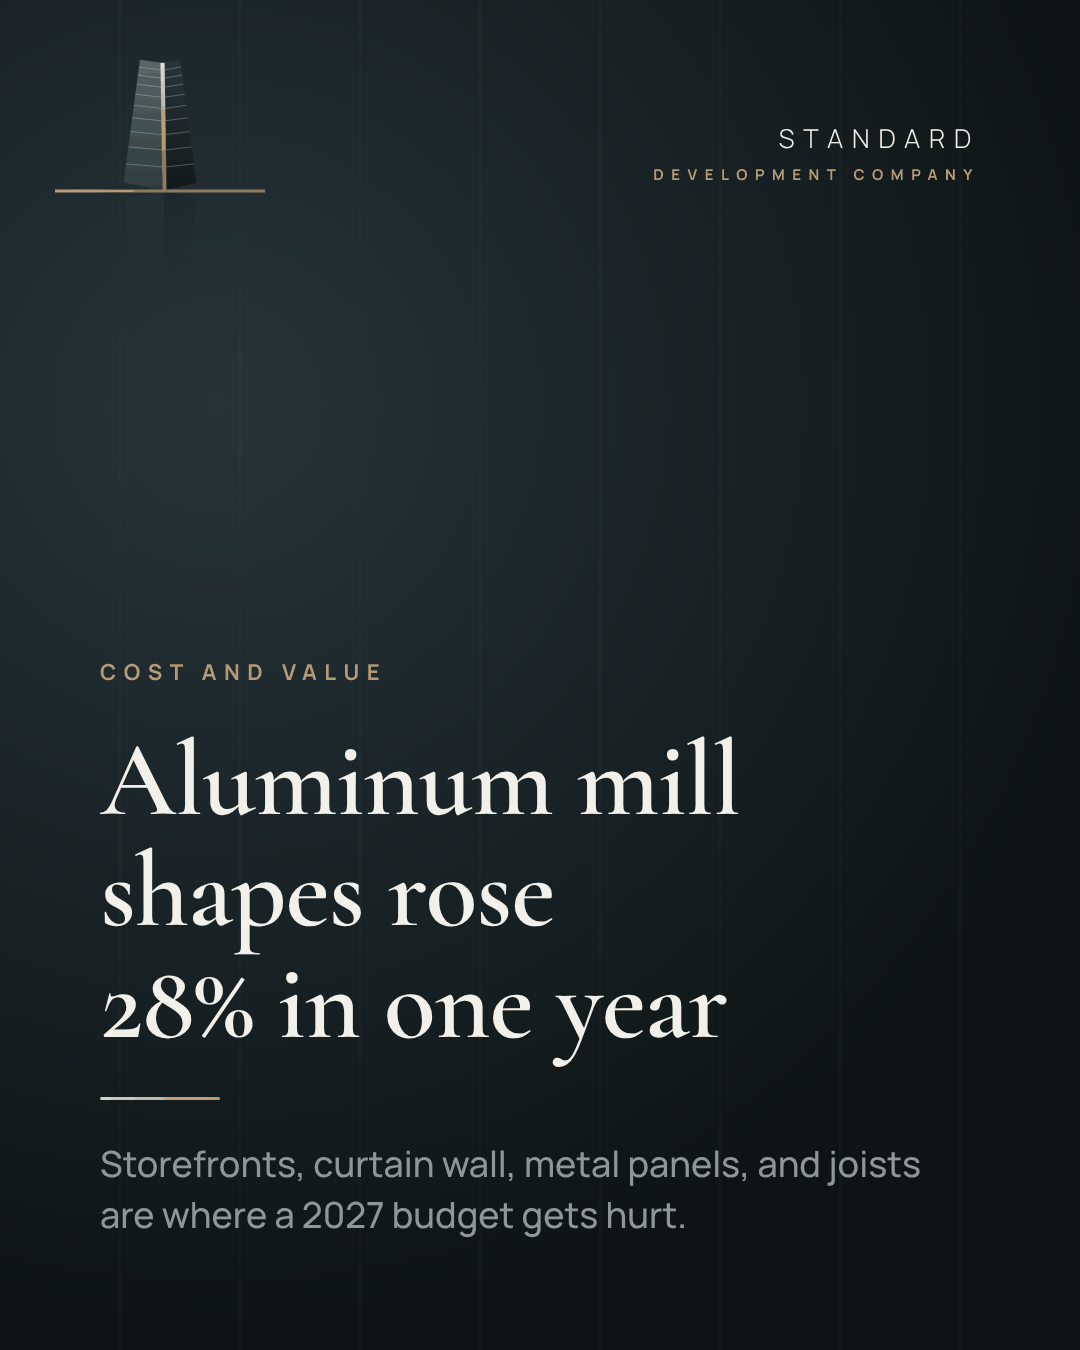 STANDARD
DEVELOPMENT COMPANY
COST AND VALUE
Aluminum mill
shapes rose
28% in one year
Storefronts, curtain wall, metal panels, and joists
are where a 2027 budget gets hurt.